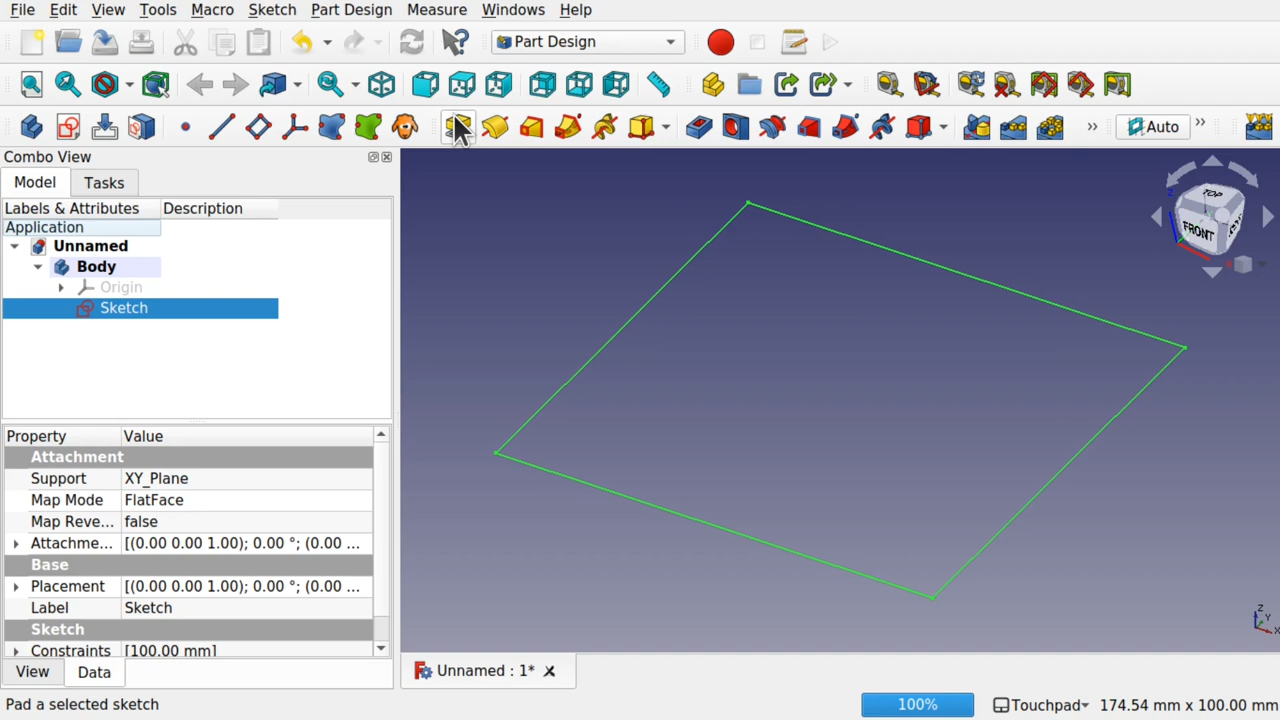 File Edit View Tools Macro Sketch Part Design Measure Windows Help
Part Design
Auto
Combo View
Model Tasks
Labels & Attributes Description
Application
Unnamed
Body
Origin
Sketch
TOP
FRONT
Property Value
Attachment
Support XY_Plane
Map Mode FlatFace
Map Reve... false
Attachme... [(0.00 0.00 1.00); 0.00 °; (0.00 ...
Base
Placement [(0.00 0.00 1.00); 0.00 °; (0.00 ...
Label Sketch
Sketch
Constraints [100.00 mm]
View Data
Z
Y
X
Unnamed : 1*
Pad a selected sketch 100% Touchpad 174.54 mm x 100.00 mm